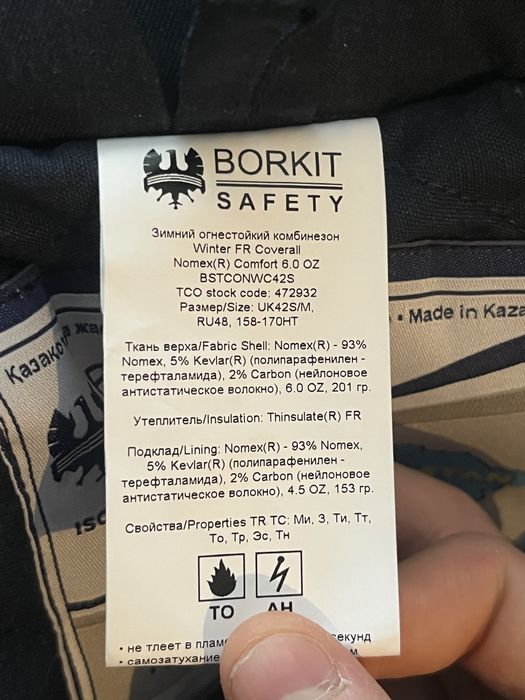 BORKIT
SAFETY
Зимний огнестойкий комбинезон
Winter FR Coverall
Nomex(R) Comfort 6.0 OZ
BSTCONWC42S
TCO stock code: 472932
Размер/Size: UK42S/M,
RU48, 158-170HT
Ткань верха/Fabric Shell: Nomex(R) - 93%
Nomex, 5% Kevlar(R) (полипарафенилен -
терефталамида), 2% Carbon (нейлоновое
антистатическое волокно), 6.0 OZ, 201 гр.
Утеплитель/Insulation: Thinsulate(R) FR
Подклад/Lining: Nomex(R) - 93% Nomex,
5% Kevlar(R) (полипарафенилен -
терефталамида), 2% Carbon (нейлоновое
антистатическое волокно), 4.5 OZ, 153 гр.
Свойства/Properties TR TC: Ми, З, Ти, Тт,
То, Тр, Эс, Тн
ТО АН
• не тлеет в
• самозатухание
• Made in